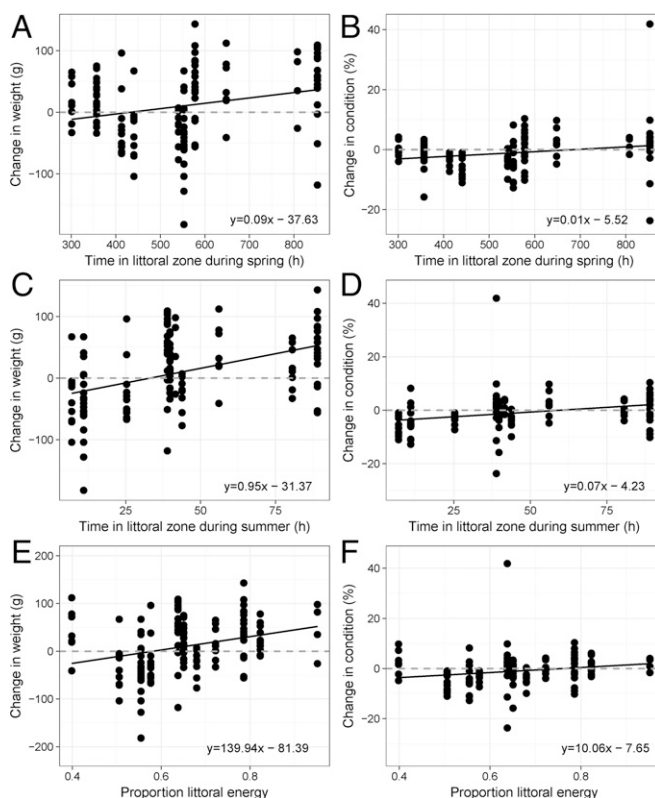 A
B
Change in weight (g)
100
0
−100
y=0.09x − 37.63
300 400 500 600 700 800
Time in littoral zone during spring (h)
Change in condition (%)
40
20
0
−20
y=0.01x − 5.52
300 400 500 600 700 800
Time in littoral zone during spring (h)
C
D
Change in weight (g)
100
0
−100
y=0.95x − 31.37
25 50 75
Time in littoral zone during summer (h)
Change in condition (%)
40
20
0
−20
y=0.07x − 4.23
25 50 75
Time in littoral zone during summer (h)
E
F
Change in weight (g)
200
100
0
−100
−200
y=139.94x − 81.39
0.4 0.6 0.8
Proportion littoral energy
Change in condition (%)
40
20
0
−20
y=10.06x − 7.65
0.4 0.6 0.8
Proportion littoral energy